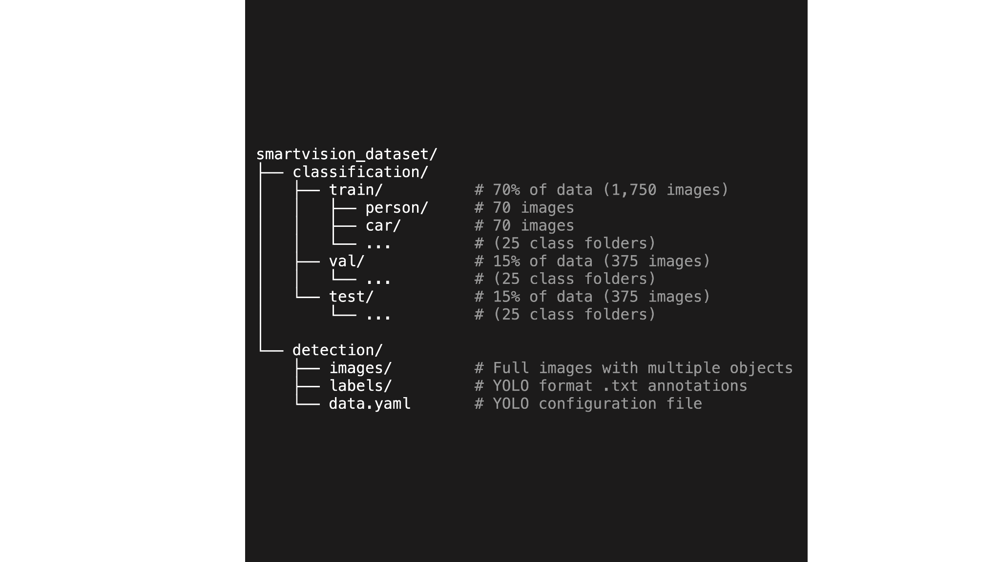 smartvision_dataset/
├── classification/
│   ├── train/          # 70% of data (1,750 images)
│   │   ├── person/     # 70 images
│   │   ├── car/        # 70 images
│   │   └── ...         # (25 class folders)
│   ├── val/            # 15% of data (375 images)
│   │   └── ...         # (25 class folders)
│   └── test/           # 15% of data (375 images)
│       └── ...         # (25 class folders)
│
└── detection/
    ├── images/         # Full images with multiple objects
    ├── labels/         # YOLO format .txt annotations
    └── data.yaml       # YOLO configuration file